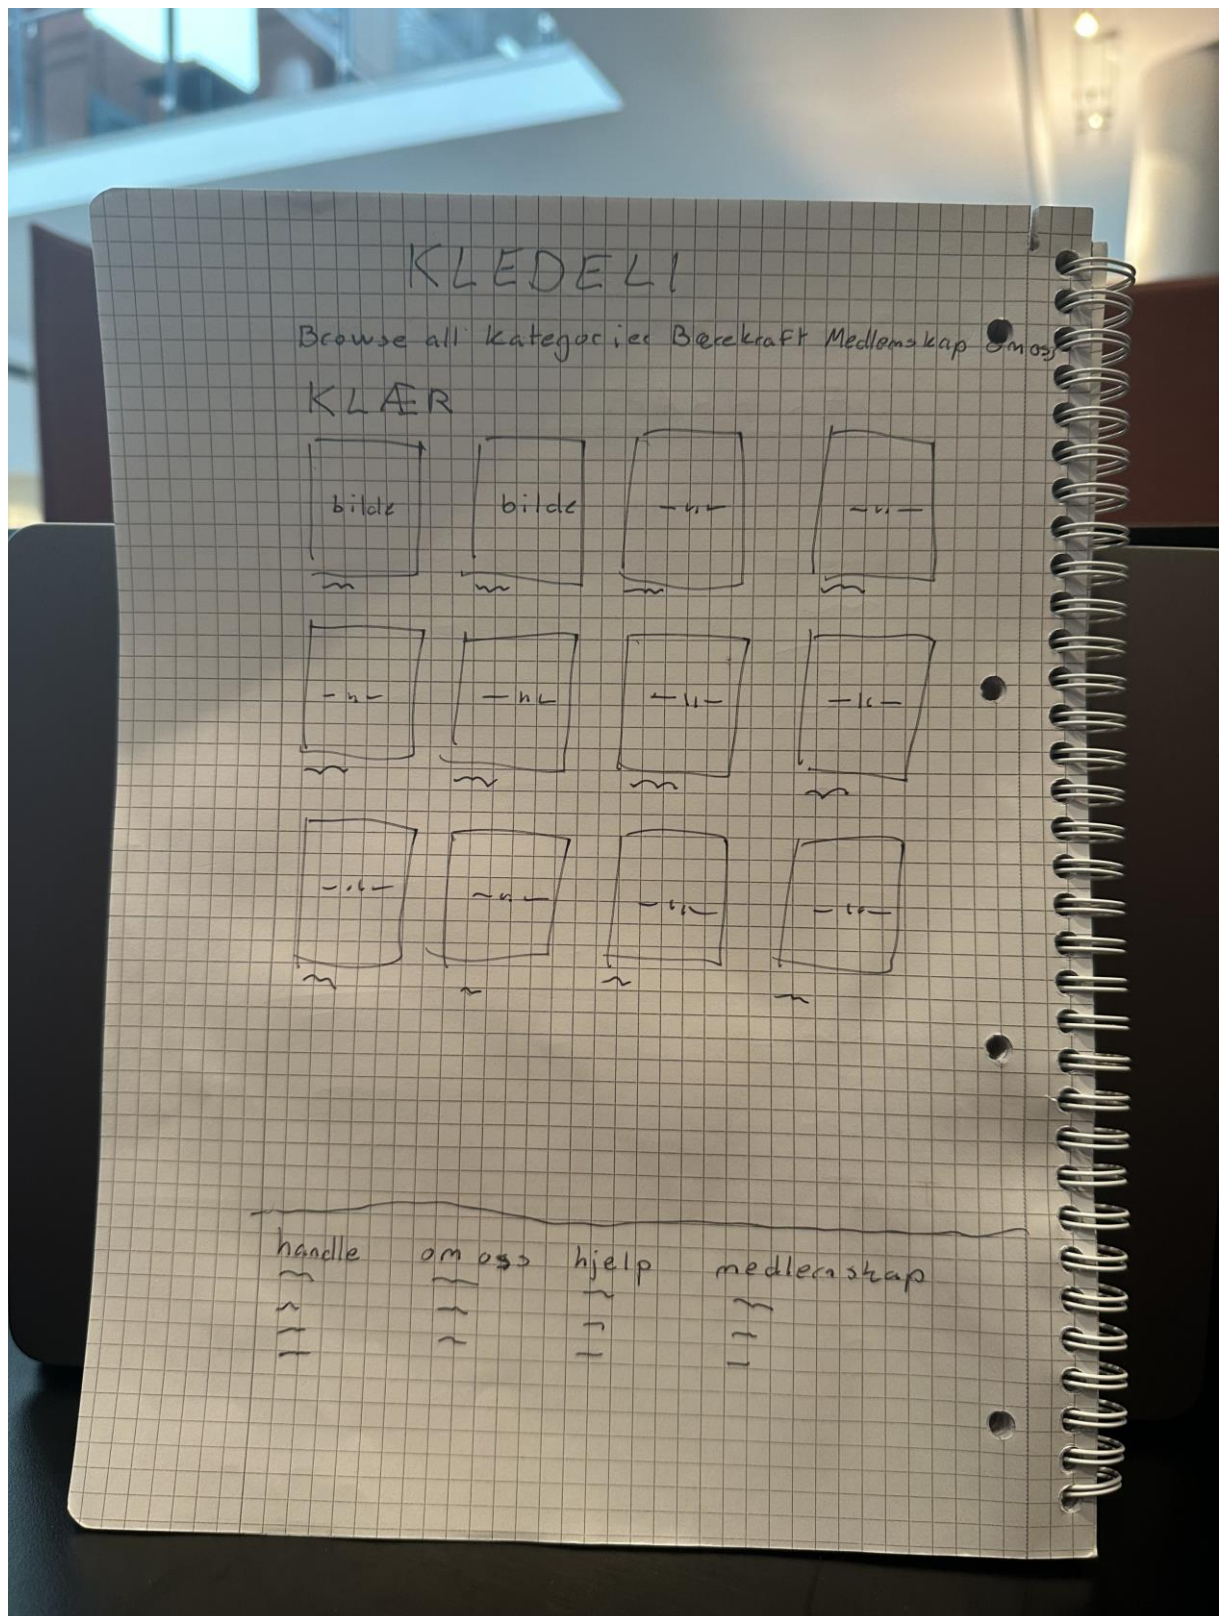 KLEDELI
Browse all kategorier Bærekraft Medlemskap Om oss
KLÆR
bilde bilde -"- -"-
-"- -"- -"- -"-
-"- -"- -"- -"-
handle om oss hjelp medlemskap